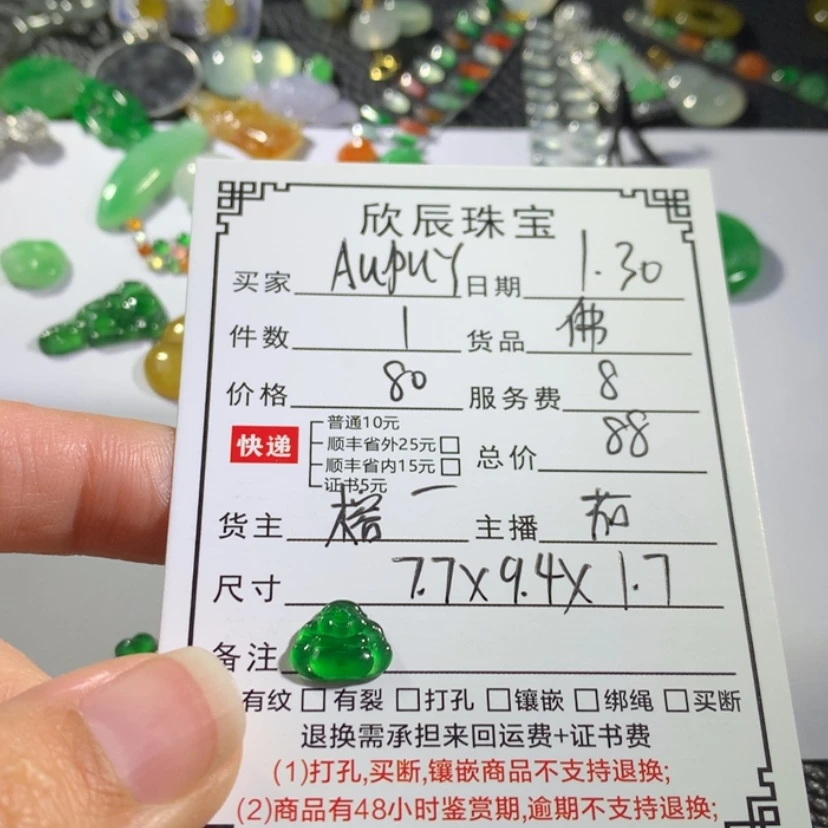 欣辰珠宝
买家 AupuY 日期 1.30
件数 1 货品 佛
价格 80 服务费 8
快递 普通10元
顺丰省外25元□
顺丰省内15元□
证书5元
总价 88
货主 主播 茄
尺寸 7.7X9.4X1.7
备注
有纹□有裂□打孔□镶嵌□绑绳□买断
退换需承担来回运费+证书费
(1)打孔,买断,镶嵌商品不支持退换;
(2)商品有48小时鉴赏期,逾期不支持退换;